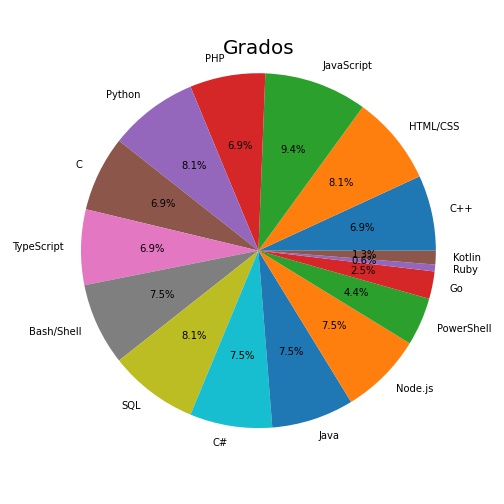 Grados
PHP
JavaScript
Python
HTML/CSS
C
C++
TypeScript
Kotlin
Ruby
Go
Bash/Shell
PowerShell
SQL
Node.js
C#
Java
6.9%
9.4%
8.1%
8.1%
6.9%
6.9%
6.9%
1.3%
0.6%
2.5%
7.5%
4.4%
8.1%
7.5%
7.5%
7.5%